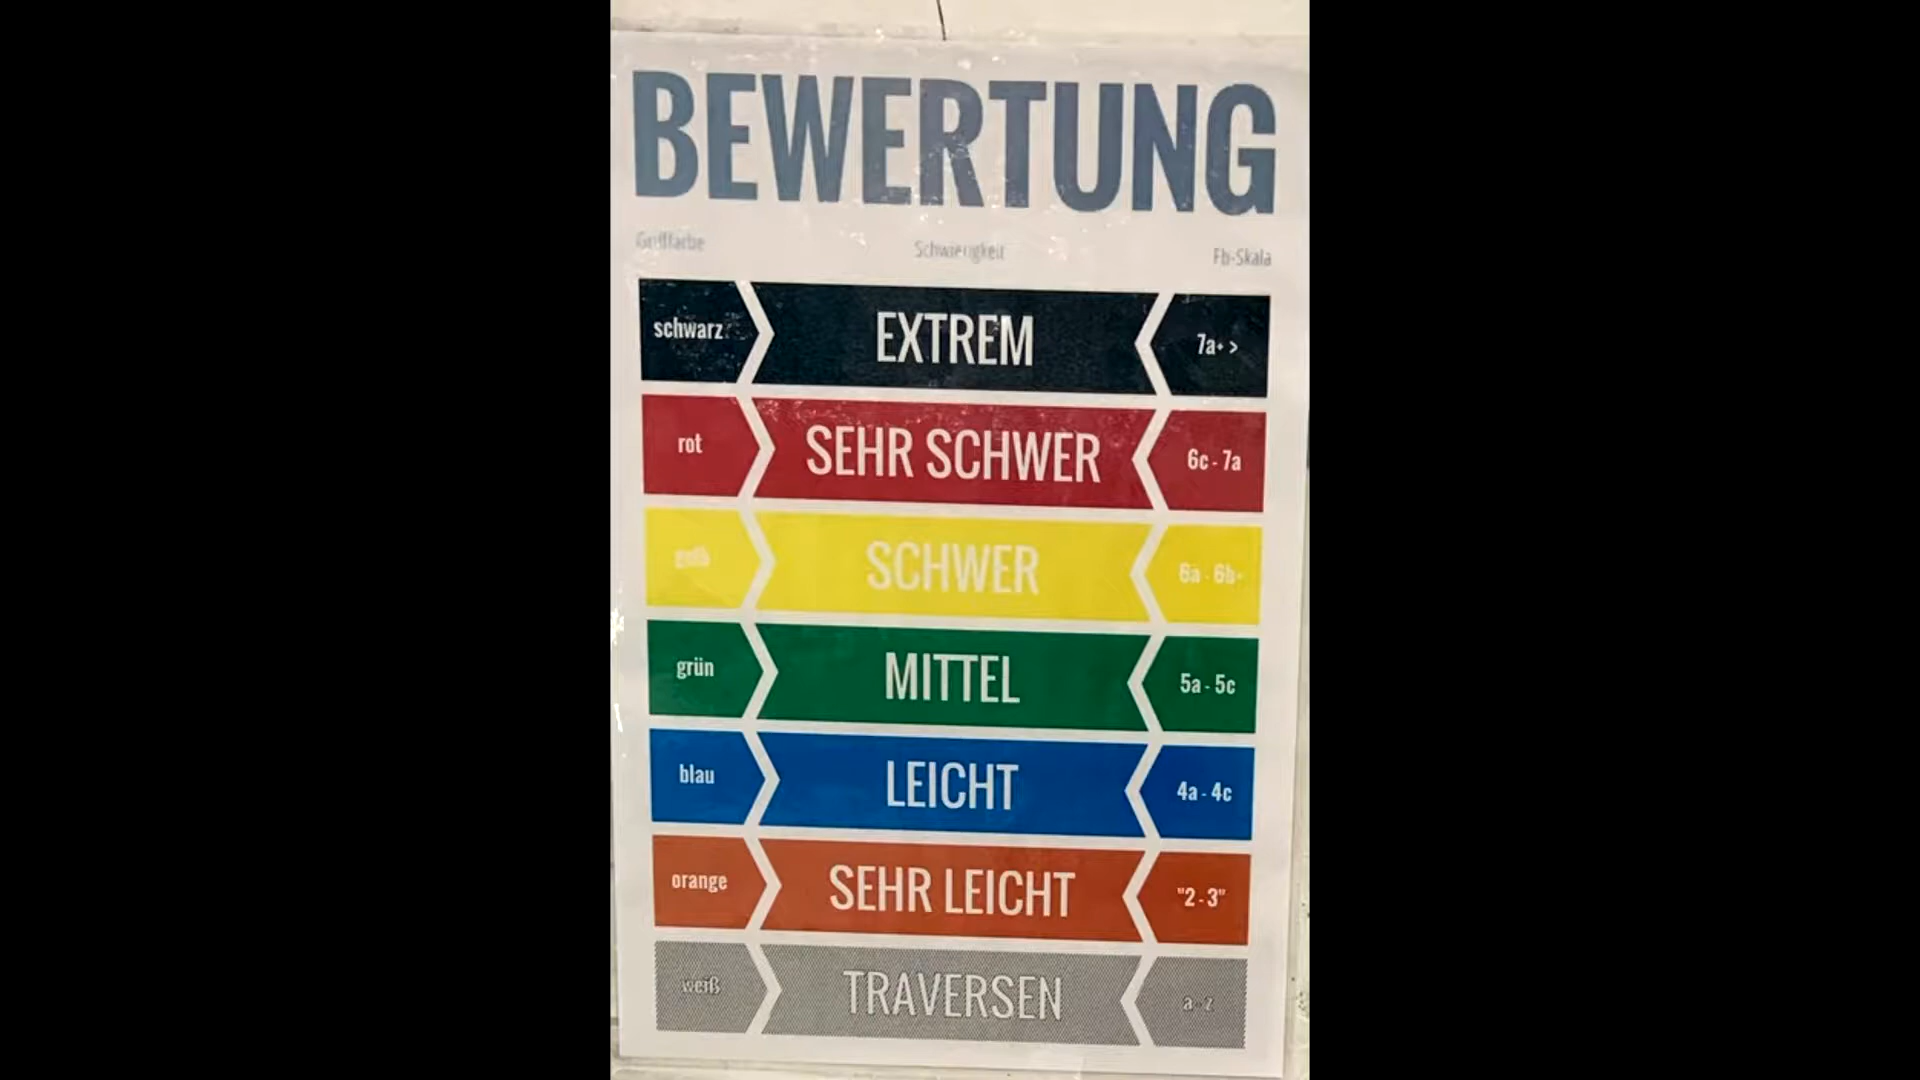 BEWERTUNG
Grifffarbe Schwierigkeit Fb-Skala
schwarz EXTREM 7a+ >
rot SEHR SCHWER 6c - 7a
gelb SCHWER 6a - 6b+
grün MITTEL 5a - 5c
blau LEICHT 4a - 4c
orange SEHR LEICHT "2 - 3"
weiß TRAVERSEN a - z